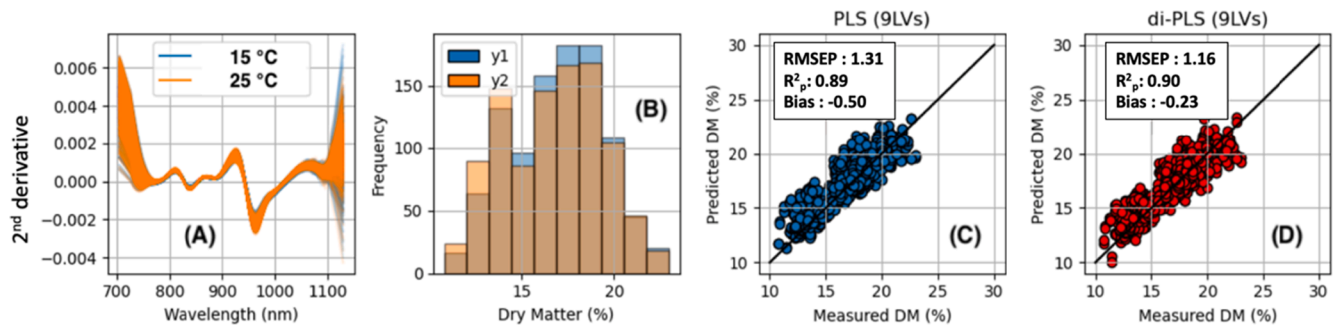 2nd derivative
0.006
0.004
0.002
0.000
−0.002
−0.004
15 °C
25 °C
(A)
700 800 900 1000 1100
Wavelength (nm)
Frequency
150
100
50
0
y1
y2
(B)
15 20
Dry Matter (%)
PLS (9LVs)
Predicted DM (%)
30
25
20
15
10
RMSEP : 1.31
R²p: 0.89
Bias : -0.50
(C)
10 15 20 25 30
Measured DM (%)
di-PLS (9LVs)
Predicted DM (%)
30
25
20
15
10
RMSEP : 1.16
R²p: 0.90
Bias : -0.23
(D)
10 15 20 25 30
Measured DM (%)